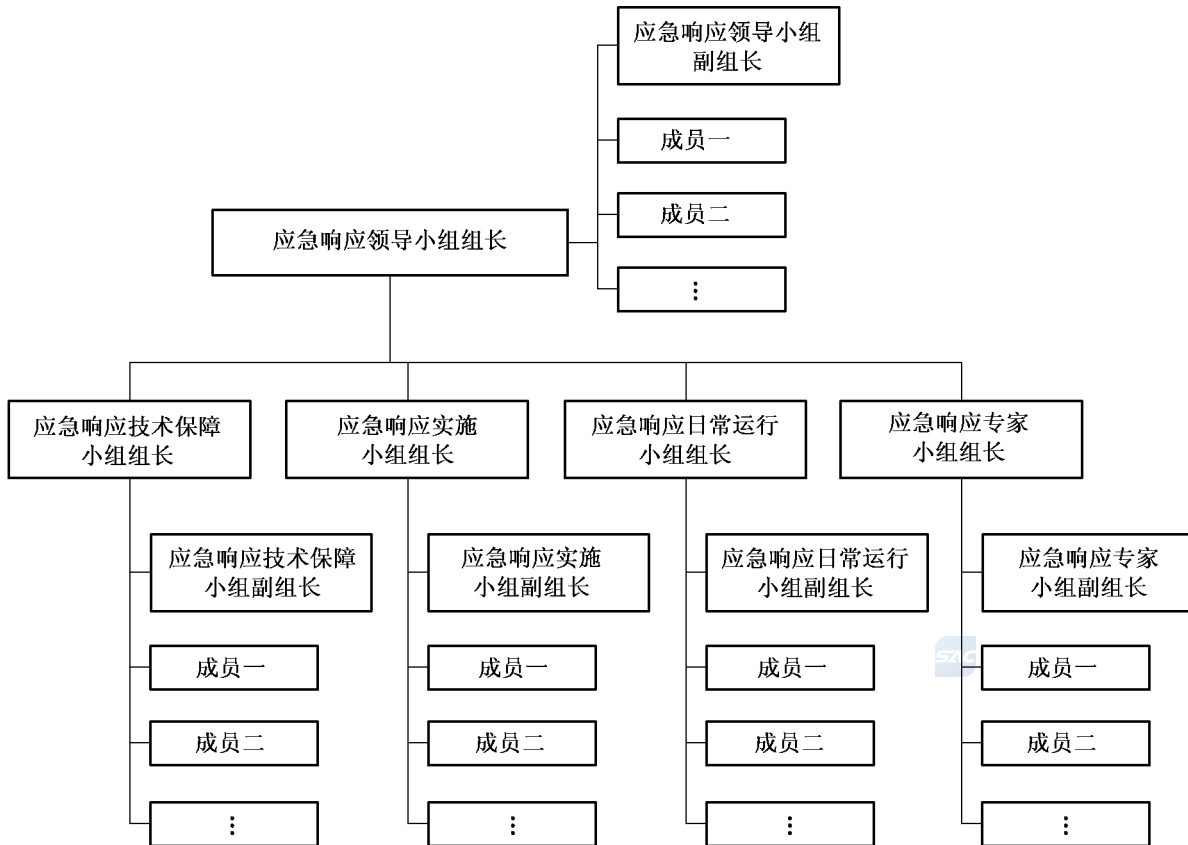 应急响应领导小组
副组长
成员一
成员二
⋮
应急响应领导小组组长
应急响应技术保障
小组组长
应急响应实施
小组组长
应急响应日常运行
小组组长
应急响应专家
小组组长
应急响应技术保障
小组副组长
应急响应实施
小组副组长
应急响应日常运行
小组副组长
应急响应专家
小组副组长
成员一
成员一
成员一
成员一
成员二
成员二
成员二
成员二
⋮
⋮
⋮
⋮
SAC